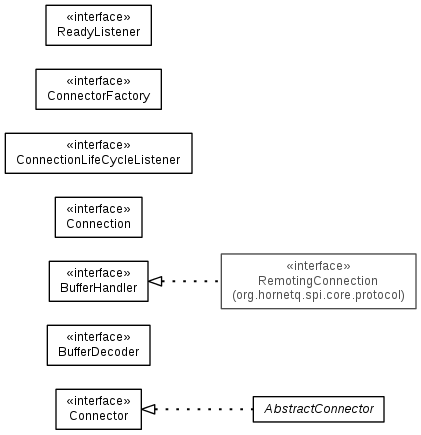 «interface»
ReadyListener
«interface»
ConnectorFactory
«interface»
ConnectionLifeCycleListener
«interface»
Connection
«interface»
BufferHandler
«interface»
RemotingConnection
(org.hornetq.spi.core.protocol)
«interface»
BufferDecoder
«interface»
Connector
AbstractConnector